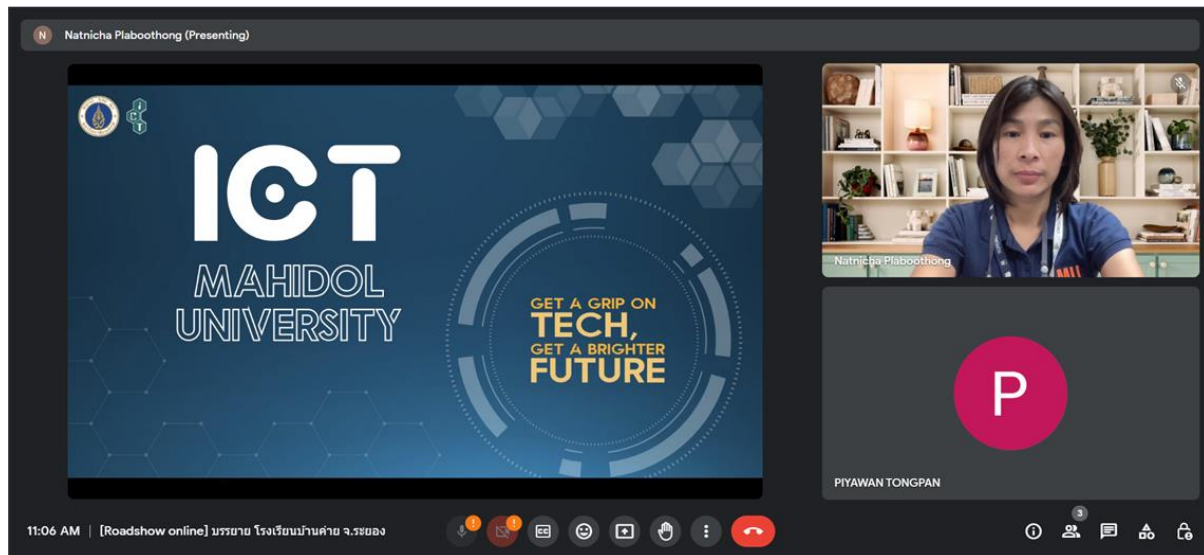 N Natnicha Plaboothong (Presenting)
ICT
MAHIDOL
UNIVERSITY
GET A GRIP ON
TECH,
GET A BRIGHTER
FUTURE
MU
Natnicha Plaboothong
P
PIYAWAN TONGPAN
11:06 AM | [Roadshow online] บรรยาย โรงเรียนบ้านค่าย จ.ระยอง
3